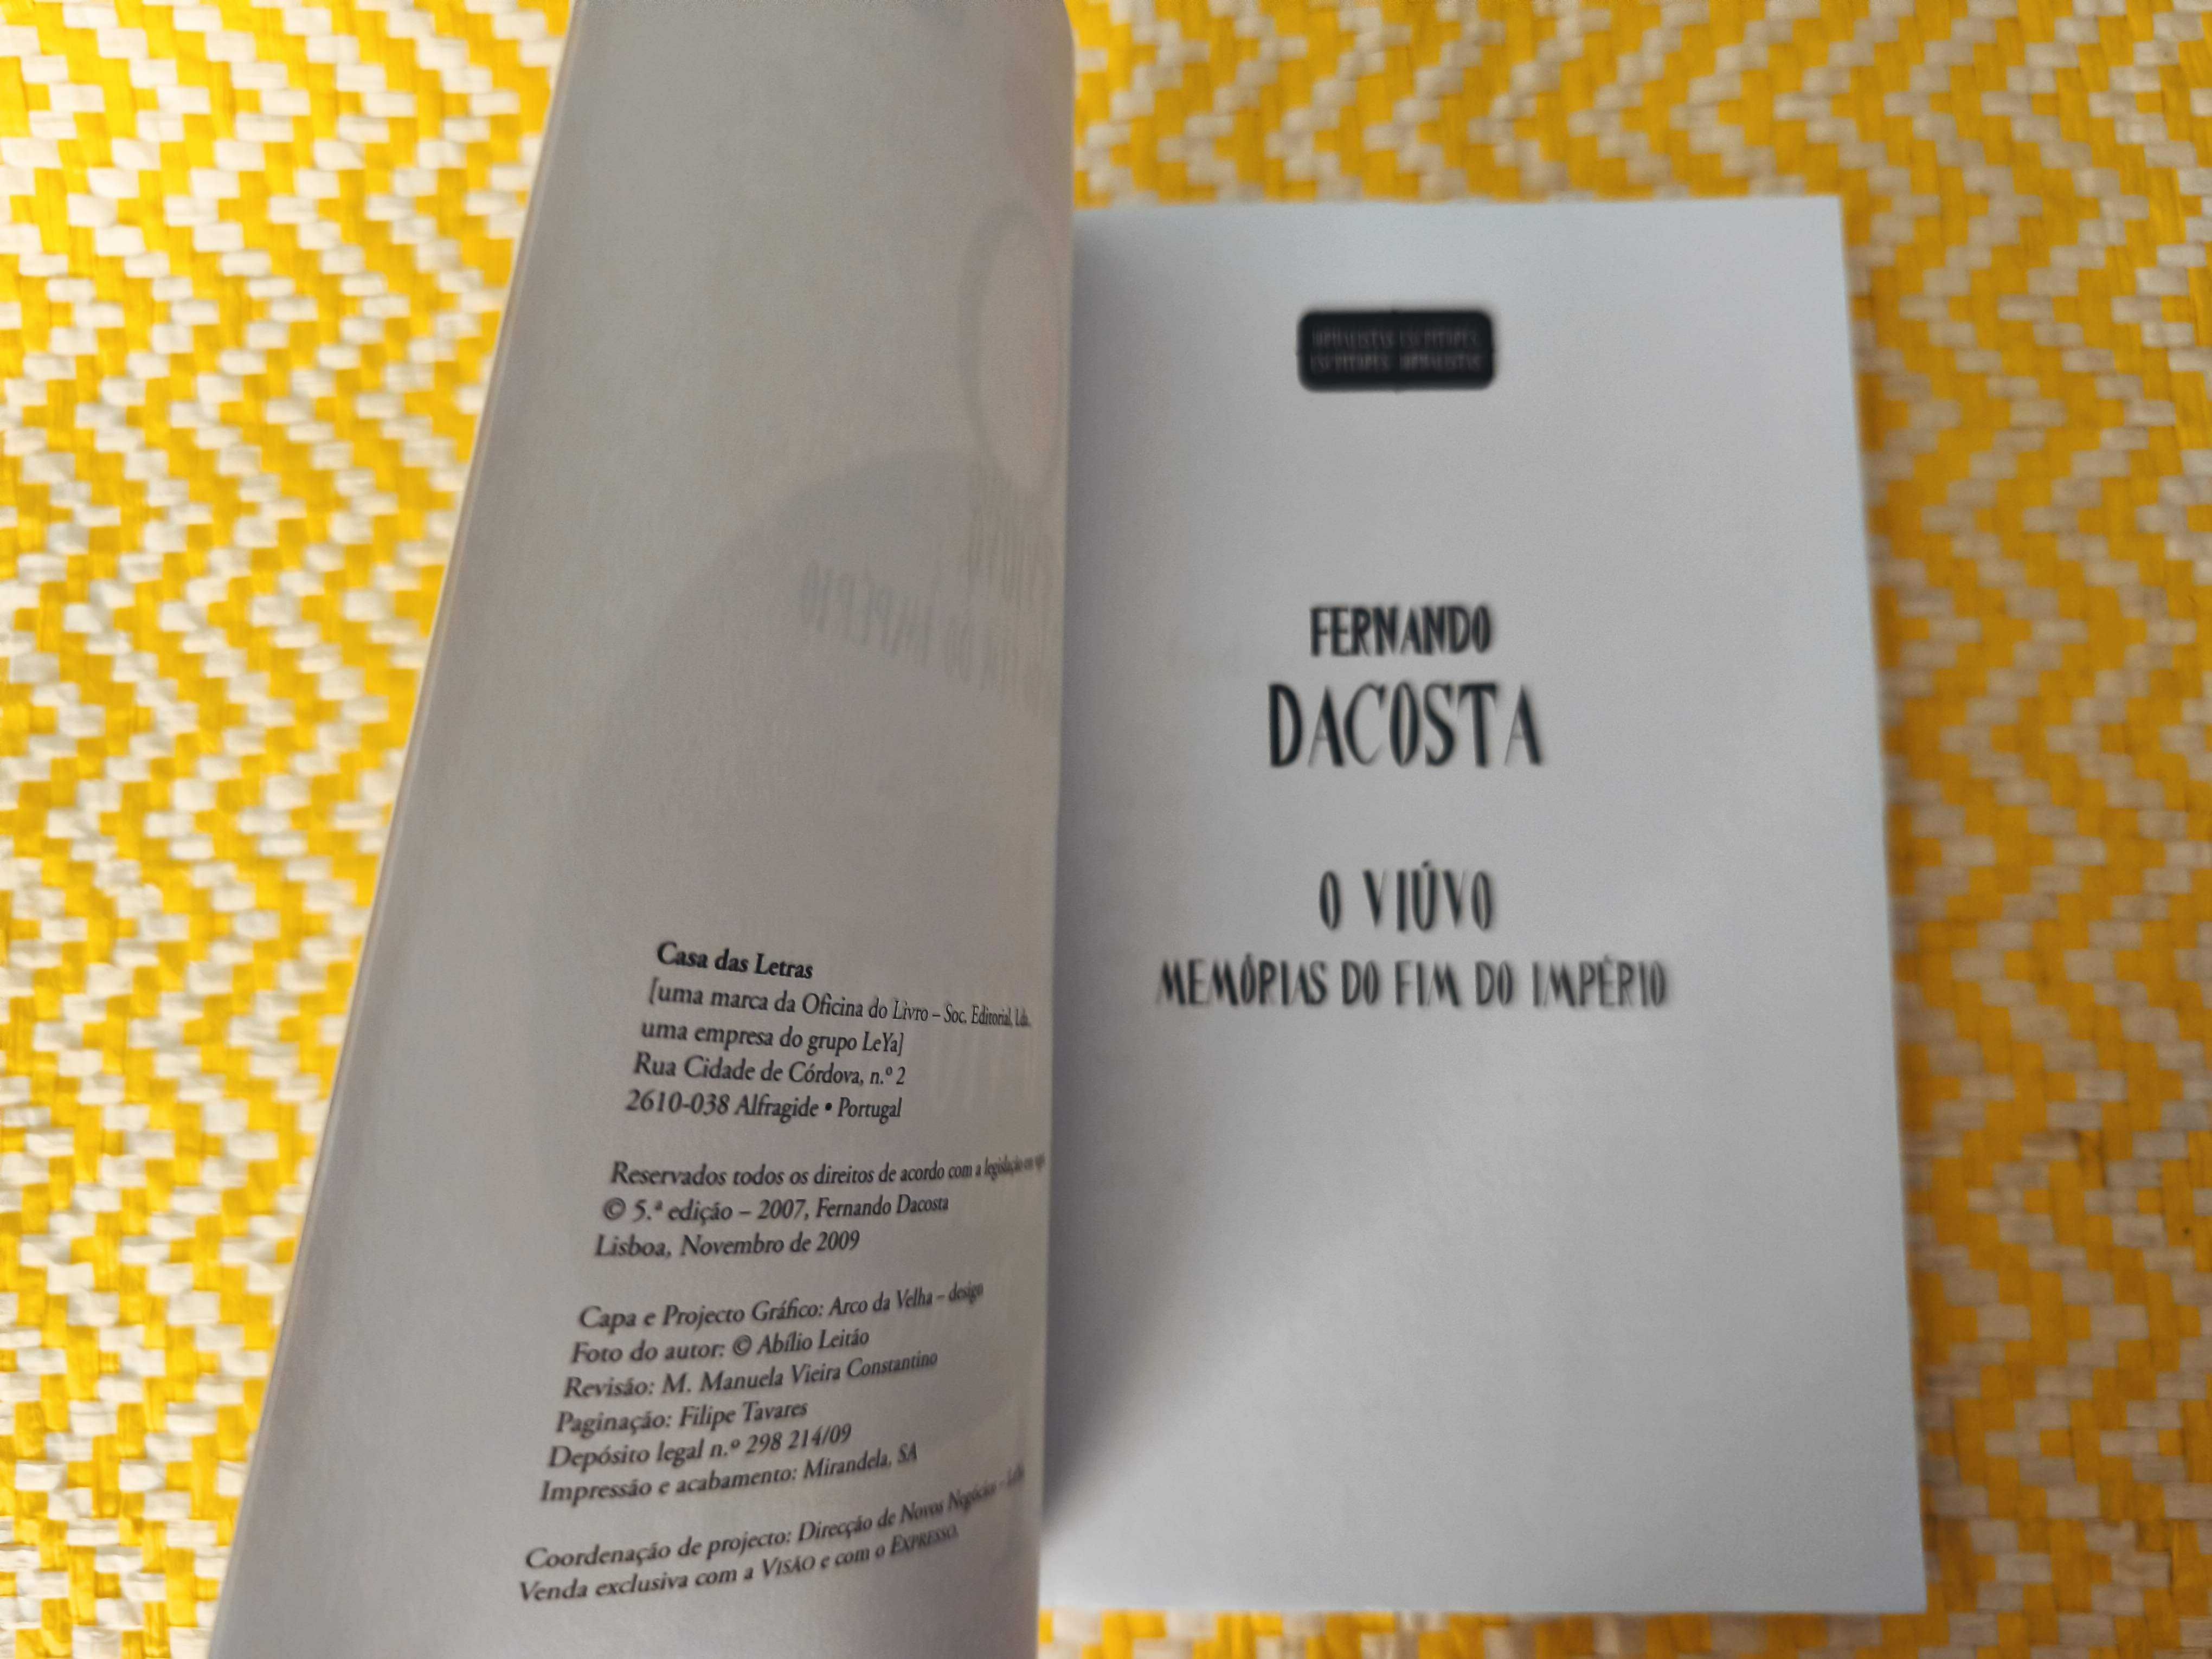 Casa das Letras
[uma marca da Oficina do Livro – Soc. Editorial, Lda.
uma empresa do grupo LeYa]
Rua Cidade de Córdova, n.º 2
2610-038 Alfragide • Portugal
Reservados todos os direitos de acordo com a legislação em
© 5.ª edição – 2007, Fernando Dacosta
Lisboa, Novembro de 2009
Capa e Projecto Gráfico: Arco da Velha – design
Foto do autor: © Abílio Leitão
Revisão: M. Manuela Vieira Constantino
Paginação: Filipe Tavares
Depósito legal n.º 298 214/09
Impressão e acabamento: Mirandela, SA
Coordenação de projecto: Direcção de Novos Negócios –
Venda exclusiva com a VISÃO e com o EXPRESSO.
JORNALISTAS ESCRITORES
ESCRITORES JORNALISTAS
FERNANDO
DACOSTA
O VIÚVO
MEMÓRIAS DO FIM DO IMPÉRIO